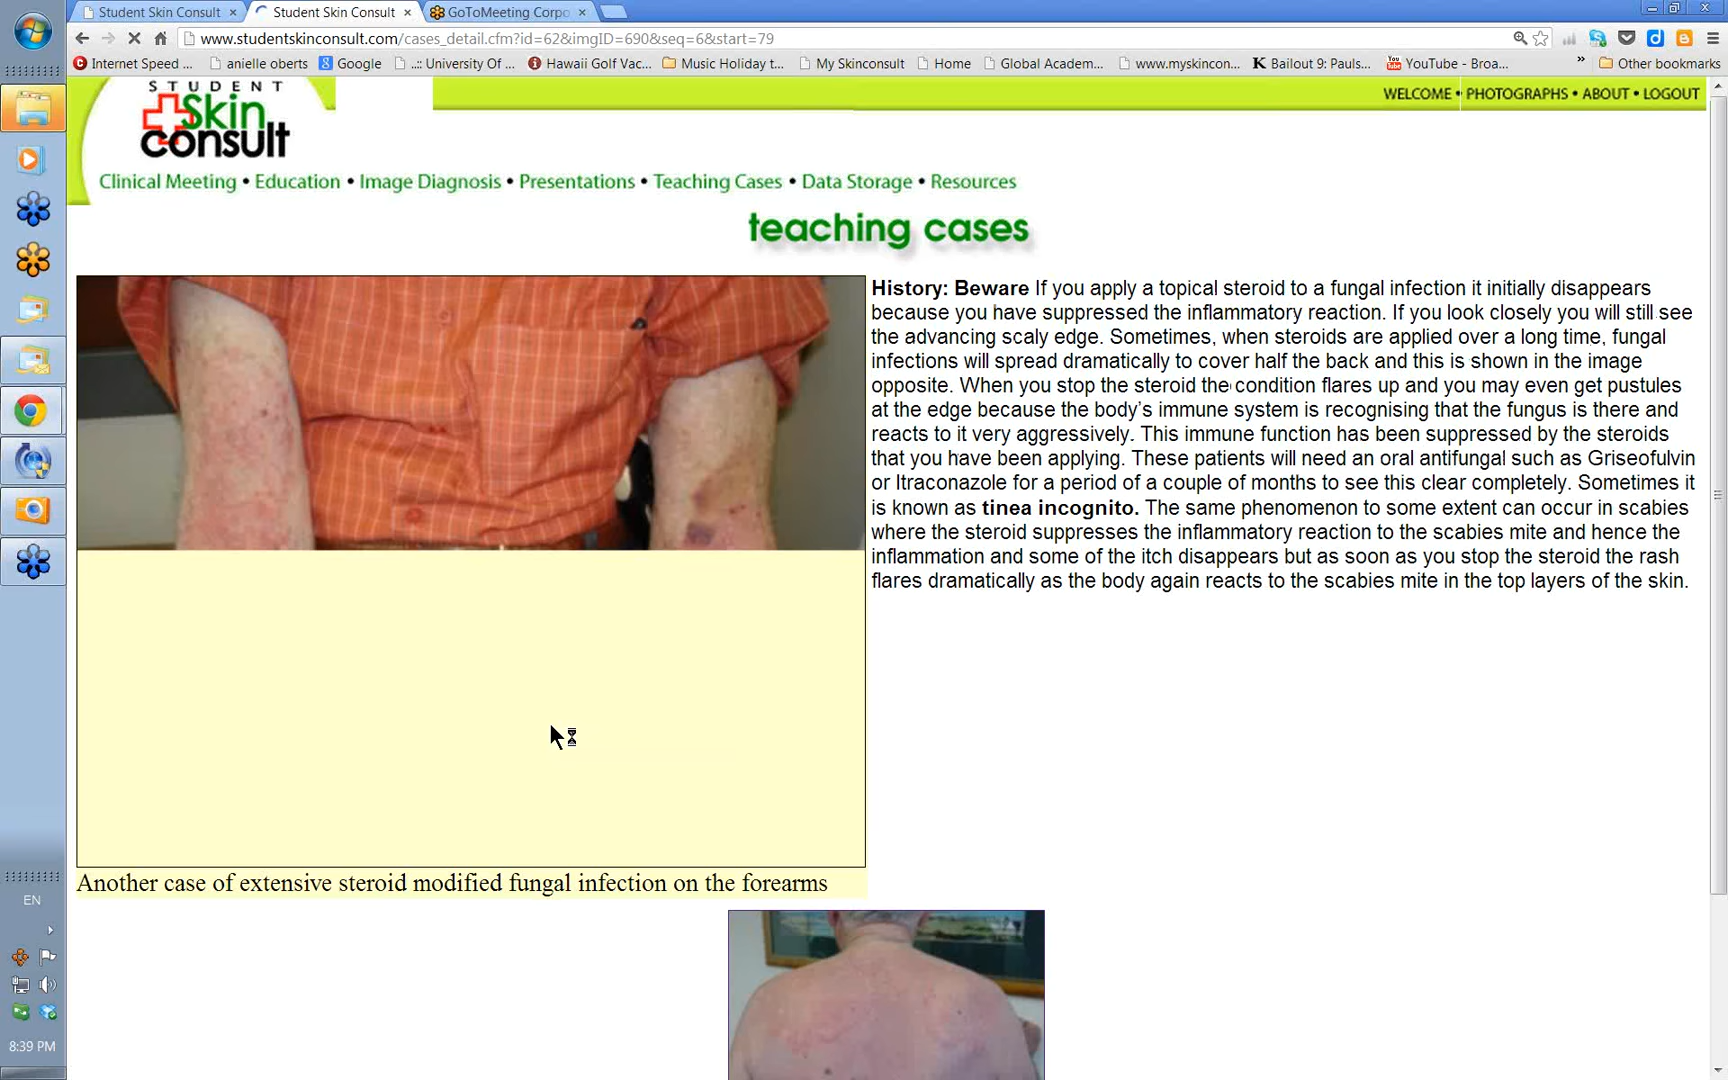 Student Skin Consult
Student Skin Consult
GoToMeeting Corpo
www.studentskinconsult.com/cases_detail.cfm?id=62&imgID=690&seq=6&start=79
Internet Speed ...
anielle oberts
Google
..:: University Of ...
Hawaii Golf Vac...
Music Holiday t...
My Skinconsult
Home
Global Academ...
www.myskincon...
Bailout 9: Pauls...
YouTube - Broa...
»
Other bookmarks
STUDENT
Skin
consult
WELCOME • PHOTOGRAPHS • ABOUT • LOGOUT
Clinical Meeting • Education • Image Diagnosis • Presentations • Teaching Cases • Data Storage • Resources
teaching cases
History: Beware If you apply a topical steroid to a fungal infection it initially disappears
because you have suppressed the inflammatory reaction. If you look closely you will still see
the advancing scaly edge. Sometimes, when steroids are applied over a long time, fungal
infections will spread dramatically to cover half the back and this is shown in the image
opposite. When you stop the steroid the condition flares up and you may even get pustules
at the edge because the body's immune system is recognising that the fungus is there and
reacts to it very aggressively. This immune function has been suppressed by the steroids
that you have been applying. These patients will need an oral antifungal such as Griseofulvin
or Itraconazole for a period of a couple of months to see this clear completely. Sometimes it
is known as tinea incognito. The same phenomenon to some extent can occur in scabies
where the steroid suppresses the inflammatory reaction to the scabies mite and hence the
inflammation and some of the itch disappears but as soon as you stop the steroid the rash
flares dramatically as the body again reacts to the scabies mite in the top layers of the skin.
Another case of extensive steroid modified fungal infection on the forearms
EN
8:39 PM